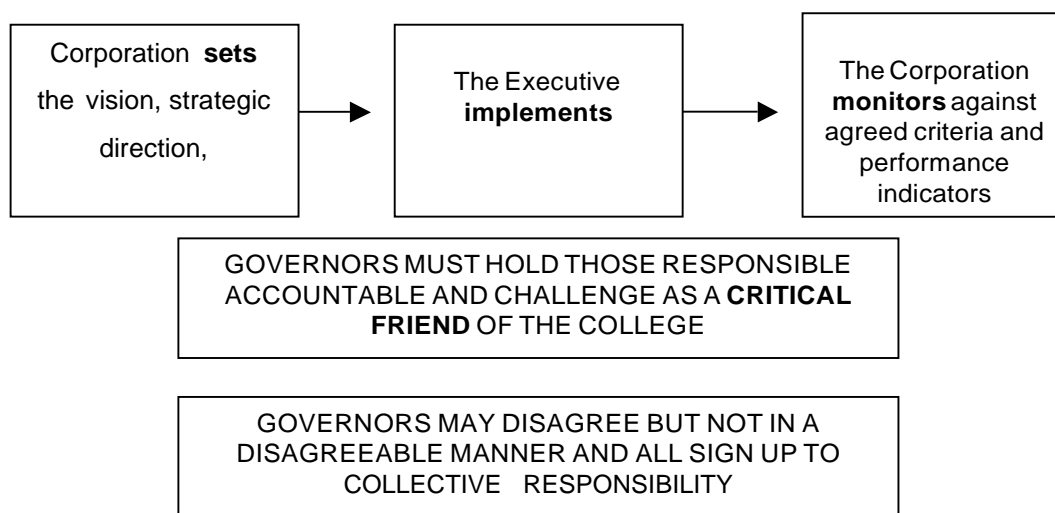 Corporation sets
the vision, strategic
direction,
The Executive
implements
The Corporation
monitors against
agreed criteria and
performance
indicators
GOVERNORS MUST HOLD THOSE RESPONSIBLE
ACCOUNTABLE AND CHALLENGE AS A CRITICAL
FRIEND OF THE COLLEGE
GOVERNORS MAY DISAGREE BUT NOT IN A
DISAGREEABLE MANNER AND ALL SIGN UP TO
COLLECTIVE RESPONSIBILITY